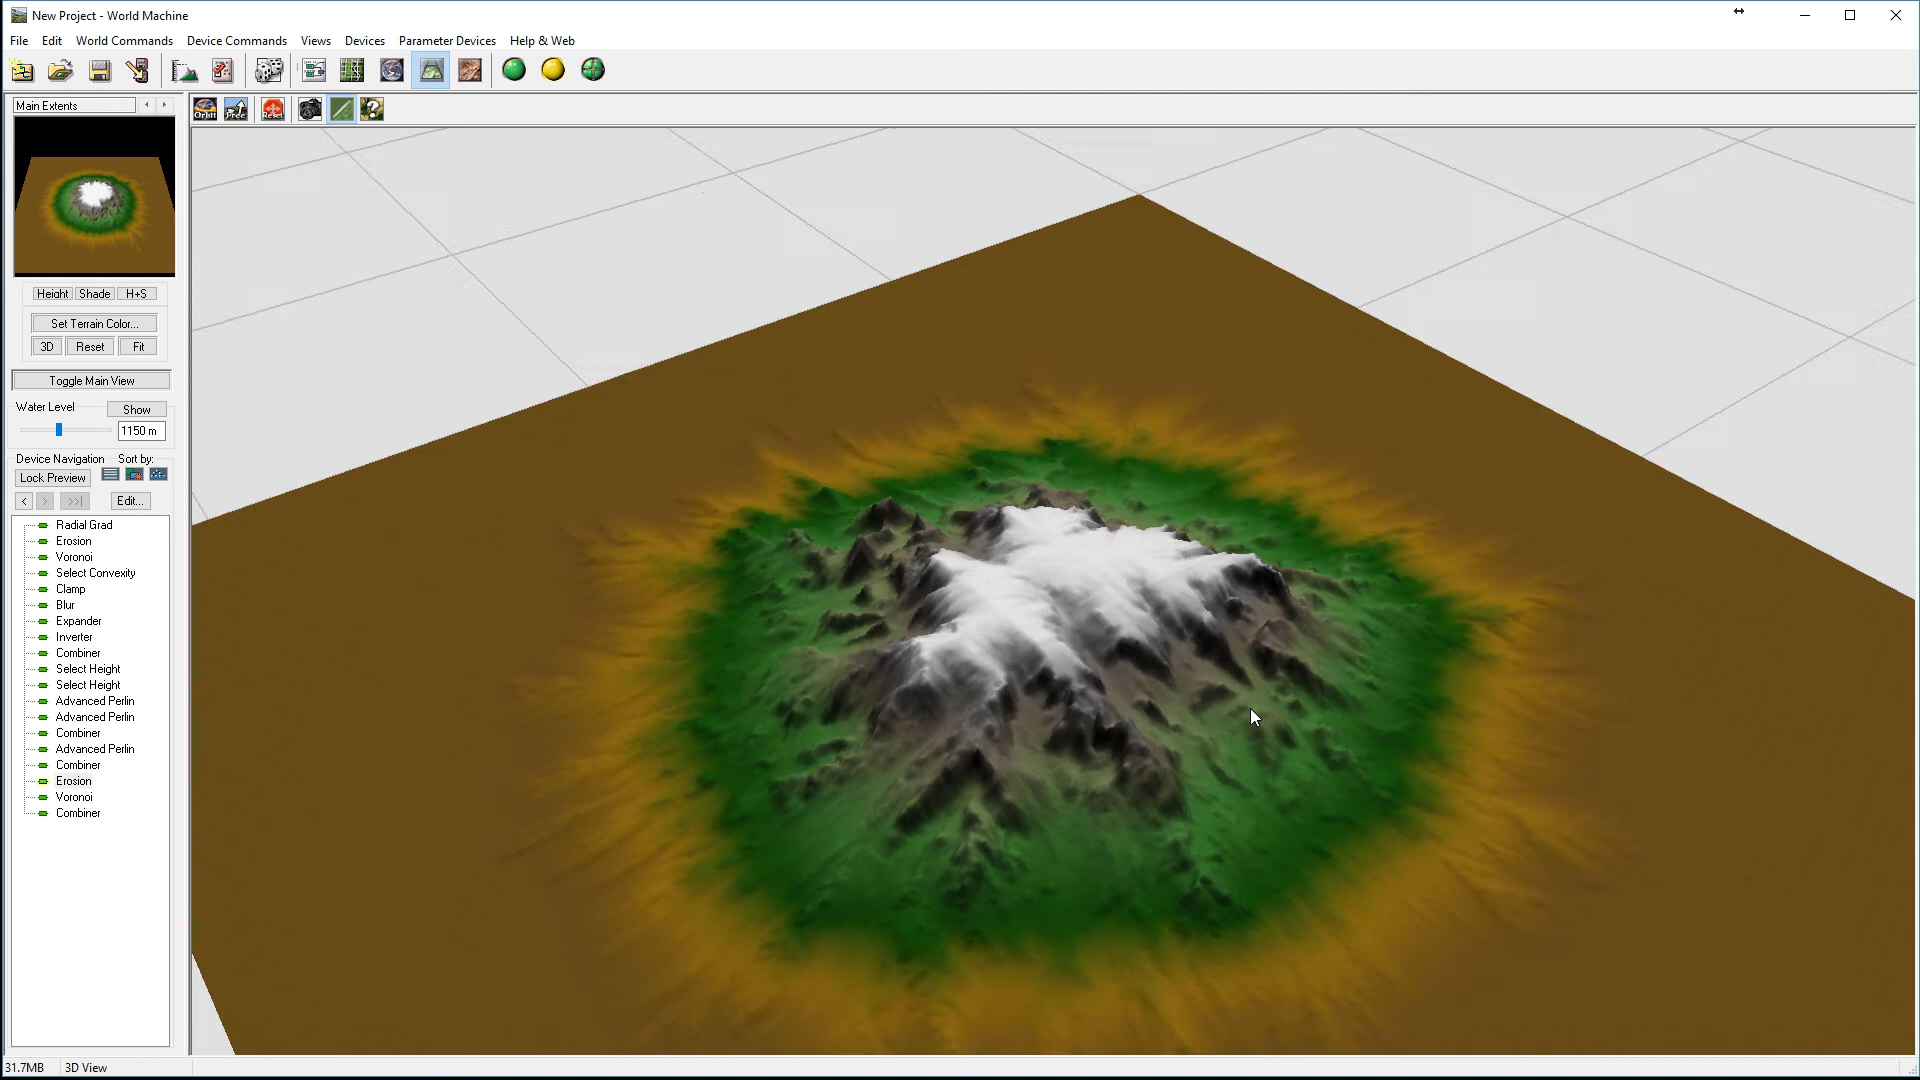 New Project - World Machine
File Edit World Commands Device Commands Views Devices Parameter Devices Help & Web
Main Extents
Orbit Free Reset
Height Shade H+S
Set Terrain Color...
3D Reset Fit
Toggle Main View
Water Level Show
1150 m
Device Navigation Sort by:
Lock Preview
< > >>| Edit...
Radial Grad
Erosion
Voronoi
Select Convexity
Clamp
Blur
Expander
Inverter
Combiner
Select Height
Select Height
Advanced Perlin
Advanced Perlin
Combiner
Advanced Perlin
Combiner
Erosion
Voronoi
Combiner
31.7MB 3D View